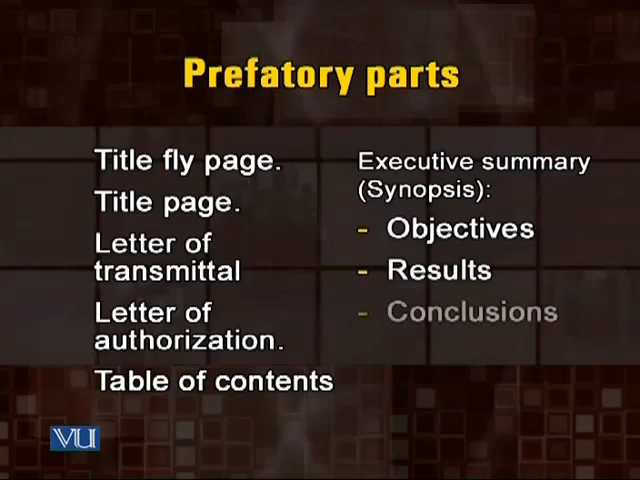 Prefatory parts
Title fly page.
Title page.
Letter of
transmittal
Letter of
authorization.
Table of contents
Executive summary
(Synopsis):
- Objectives
- Results
- Conclusions
VU